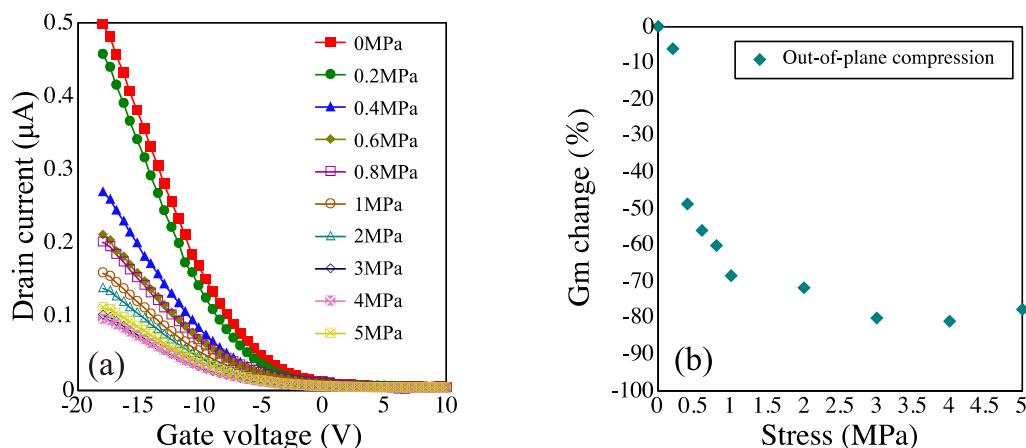 0.5
0.4
0.3
0.2
0.1
0
Drain current (μA)
-20
-15
-10
-5
0
5
10
Gate voltage (V)
0MPa
0.2MPa
0.4MPa
0.6MPa
0.8MPa
1MPa
2MPa
3MPa
4MPa
5MPa
(a)
0
-10
-20
-30
-40
-50
-60
-70
-80
-90
-100
Gm change (%)
Out-of-plane compression
(b)
0
0.5
1
1.5
2
2.5
3
3.5
4
4.5
5
Stress (MPa)